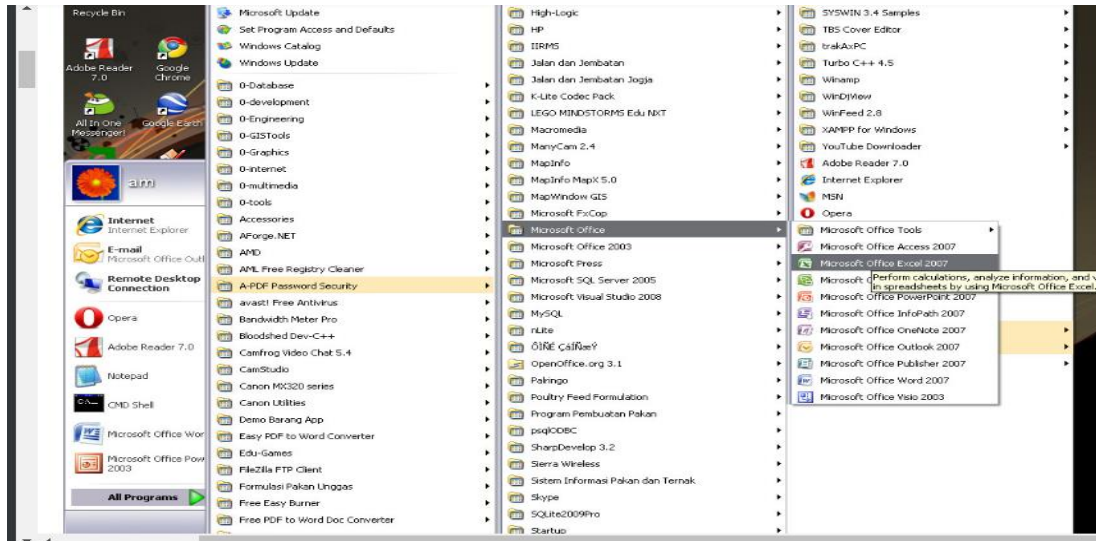 Recycle Bin
Adobe Reader
7.0
Google
Chrome
All In One
Messenger!
Google Earth
aim
Internet
Internet Explorer
E-mail
Microsoft Office Outl
Remote Desktop
Connection
Opera
Adobe Reader 7.0
Notepad
CMD Shell
Microsoft Office Wor
Microsoft Office Pow
2003
All Programs
Microsoft Update
Set Program Access and Defaults
Windows Catalog
Windows Update
0-Database
0-development
0-Engineering
0-GISTools
0-Graphics
0-internet
0-multimedia
0-tools
Accessories
AForge.NET
AMD
AML Free Registry Cleaner
A-PDF Password Security
avast! Free Antivirus
Bandwidth Meter Pro
Bloodshed Dev-C++
Camfrog Video Chat 5.4
CamStudio
Canon MX320 series
Canon Utilities
Demo Barang App
Easy PDF to Word Converter
Edu-Games
FileZilla FTP Client
Formulasi Pakan Unggas
Free Easy Burner
Free PDF to Word Doc Converter
High-Logic
HP
IIRMS
Jalan dan Jembatan
Jalan dan Jembatan Jogja
K-Lite Codec Pack
LEGO MINDSTORMS Edu NXT
Macromedia
ManyCam 2.4
MapInfo
MapInfo MapX 5.0
MapWindow GIS
Microsoft FxCop
Microsoft Office
Microsoft Office 2003
Microsoft Press
Microsoft SQL Server 2005
Microsoft Visual Studio 2008
MySQL
nLite
OpenOffice.org 3.1
Pakingo
Poultry Feed Formulation
Program Pembuatan Pakan
psqlODBC
SharpDevelop 3.2
Sierra Wireless
Sistem Informasi Pakan dan Ternak
Skype
SQLite2009Pro
Startup
SYSWIN 3.4 Samples
TBS Cover Editor
trakAxPC
Turbo C++ 4.5
Winamp
WinDjView
WinFeed 2.8
XAMPP for Windows
YouTube Downloader
Adobe Reader 7.0
Internet Explorer
MSN
Opera
Microsoft Office Tools
Microsoft Office Access 2007
Microsoft Office Excel 2007
Microsoft
Perform calculations, analyze information, and v
in spreadsheets by using Microsoft Office Excel.
Microsoft Office PowerPoint 2007
Microsoft Office InfoPath 2007
Microsoft Office OneNote 2007
Microsoft Office Outlook 2007
Microsoft Office Publisher 2007
Microsoft Office Word 2007
Microsoft Office Visio 2003